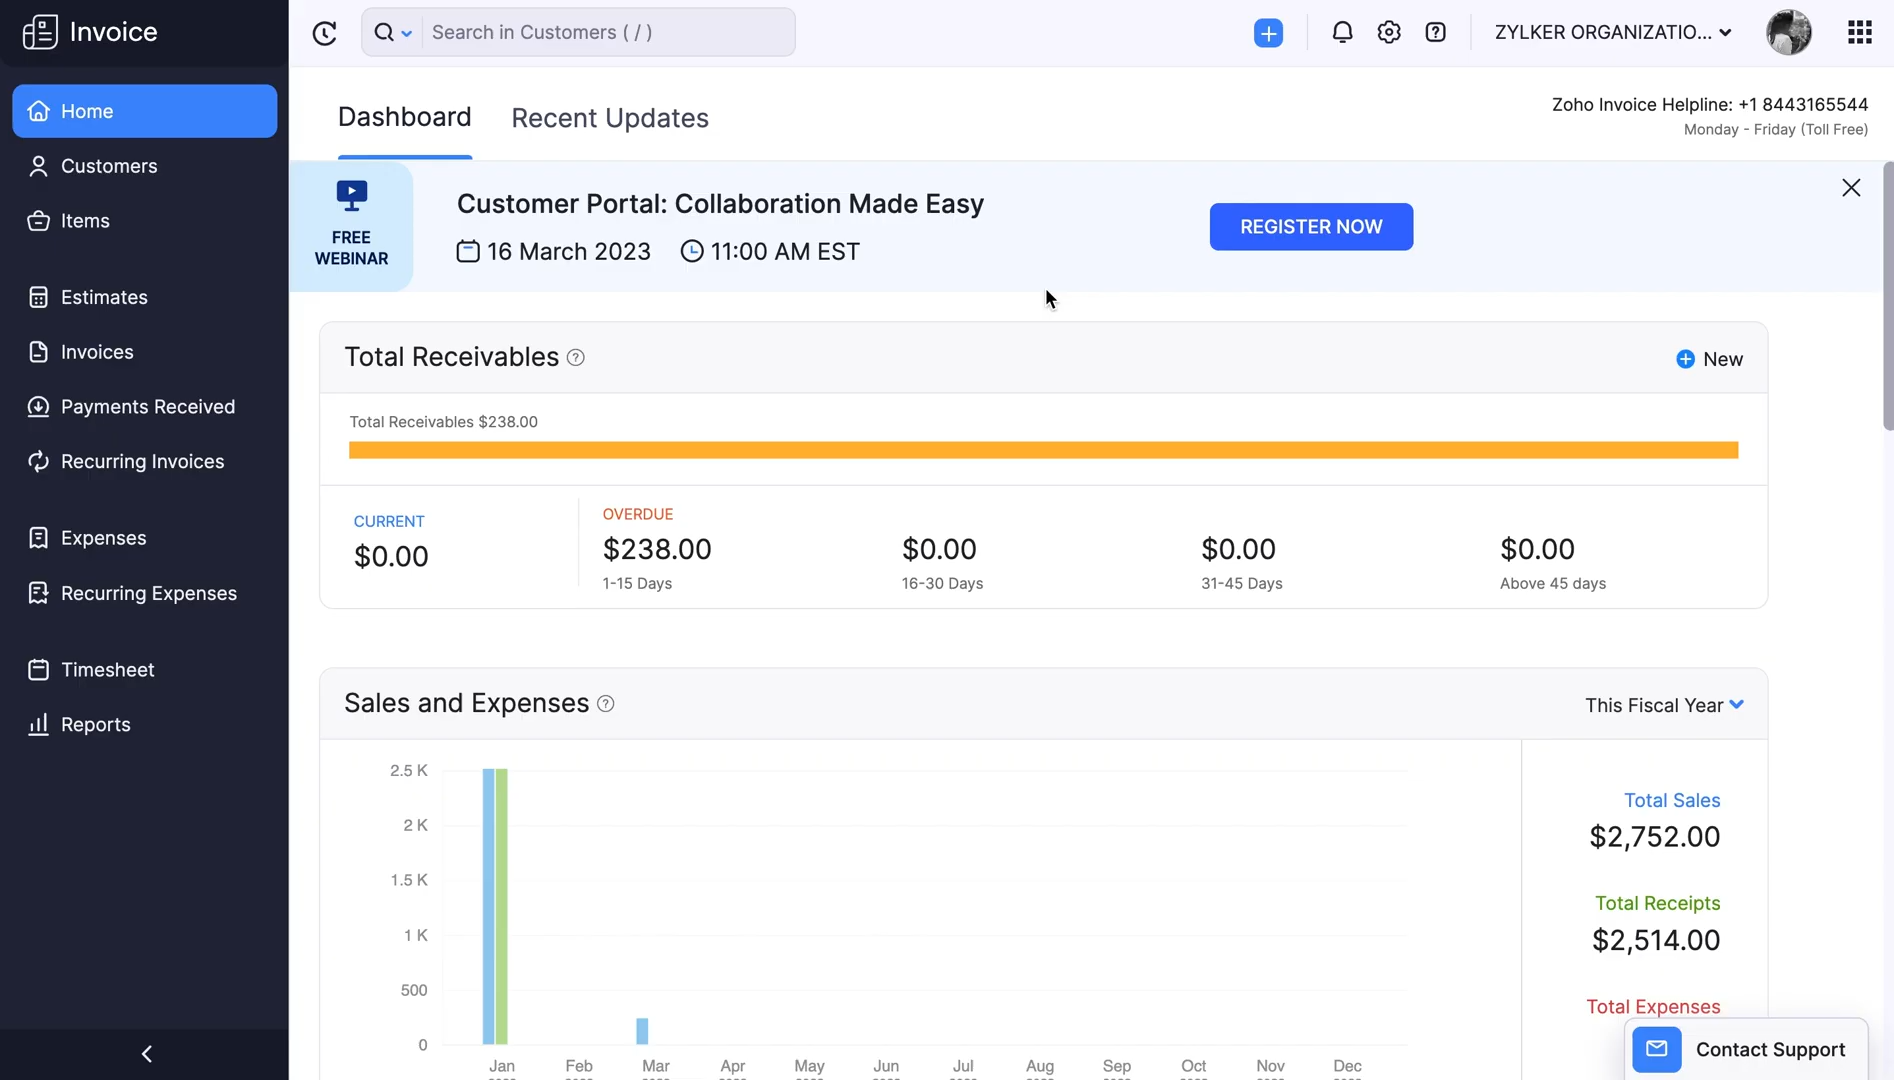 Invoice
Search in Customers ( / )
ZYLKER ORGANIZATIO...
Home
Customers
Items
Estimates
Invoices
Payments Received
Recurring Invoices
Expenses
Recurring Expenses
Timesheet
Reports
Dashboard
Recent Updates
Zoho Invoice Helpline: +1 8443165544
Monday - Friday (Toll Free)
FREE
WEBINAR
Customer Portal: Collaboration Made Easy
16 March 2023
11:00 AM EST
REGISTER NOW
Total Receivables
New
Total Receivables $238.00
CURRENT
$0.00
OVERDUE
$238.00
1-15 Days
$0.00
16-30 Days
$0.00
31-45 Days
$0.00
Above 45 days
Sales and Expenses
This Fiscal Year
2.5 K
2 K
1.5 K
1 K
500
0
Jan
Feb
Mar
Apr
May
Jun
Jul
Aug
Sep
Oct
Nov
Dec
Total Sales
$2,752.00
Total Receipts
$2,514.00
Total Expenses
Contact Support